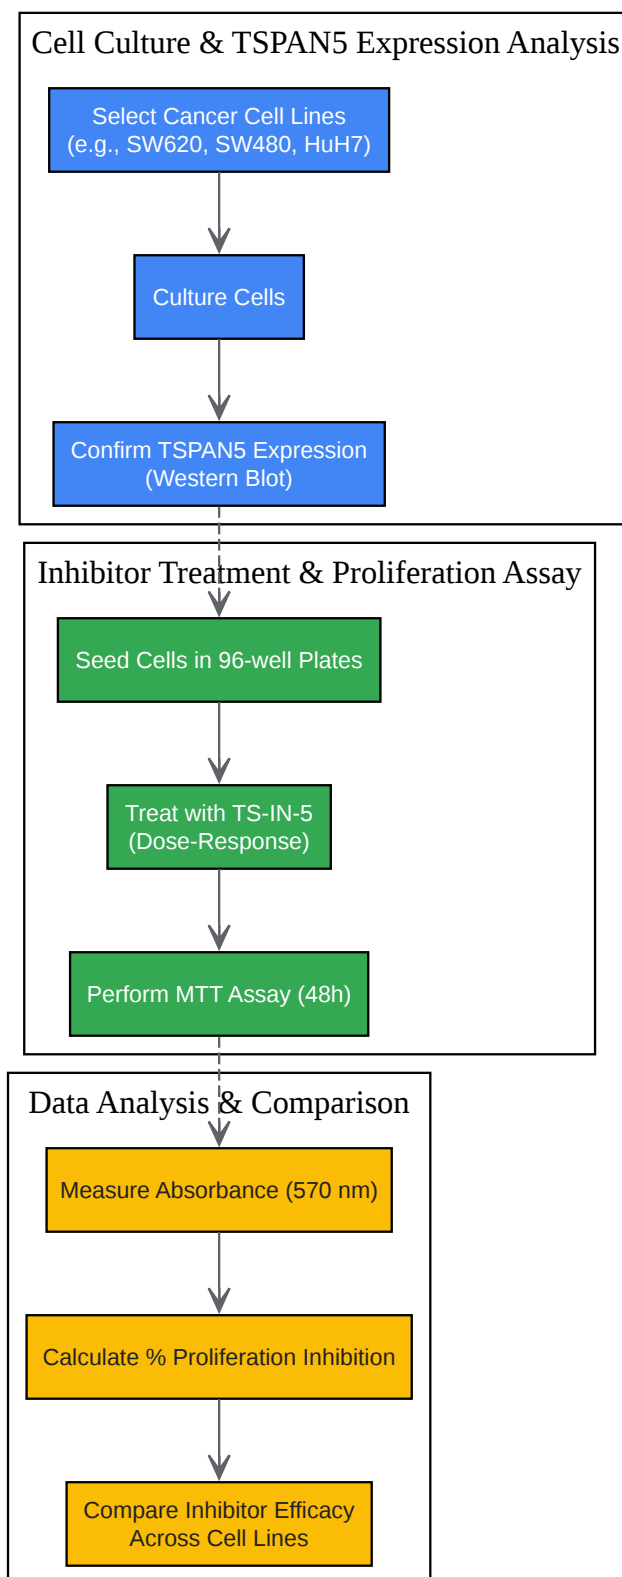 Cell Culture & TSPAN5 Expression Analysis
Select Cancer Cell Lines
(e.g., SW620, SW480, HuH7)
Culture Cells
Confirm TSPAN5 Expression
(Western Blot)
Inhibitor Treatment & Proliferation Assay
Seed Cells in 96-well Plates
Treat with TS-IN-5
(Dose-Response)
Perform MTT Assay (48h)
Data Analysis & Comparison
Measure Absorbance (570 nm)
Calculate % Proliferation Inhibition
Compare Inhibitor Efficacy
Across Cell Lines